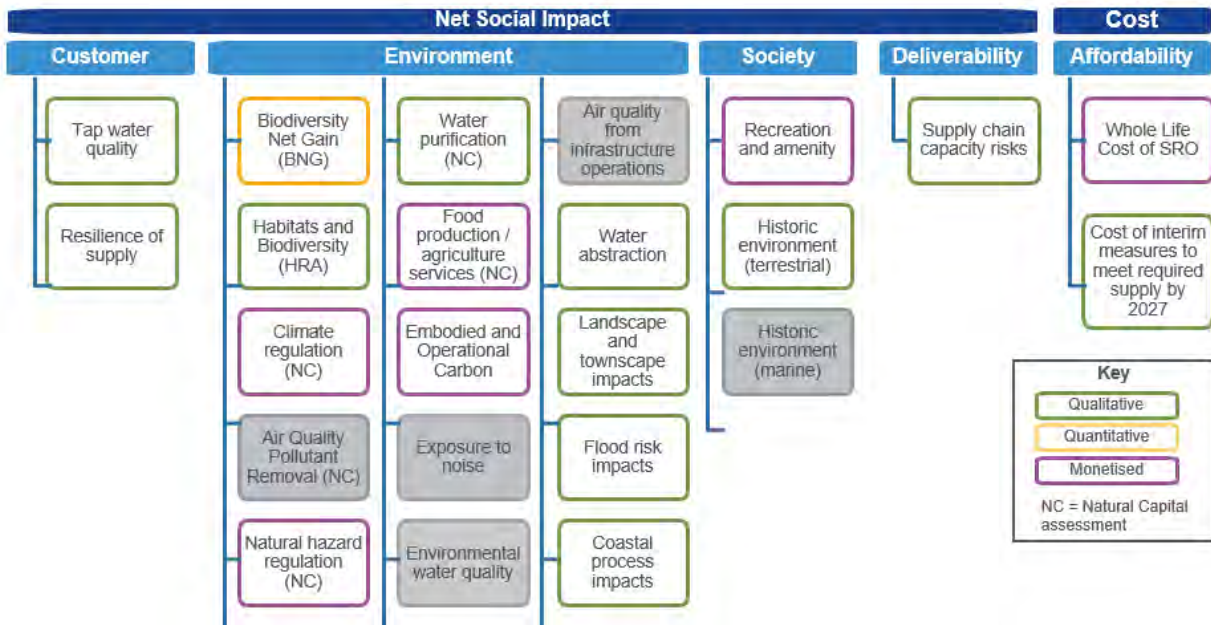 Net Social Impact
Cost
Customer
Environment
Society
Deliverability
Affordability
Tap water
quality
Resilience of
supply
Biodiversity
Net Gain
(BNG)
Habitats and
Biodiversity
(HRA)
Climate
regulation
(NC)
Air Quality
Pollutant
Removal (NC)
Natural hazard
regulation
(NC)
Water
purification
(NC)
Food
production /
agriculture
services (NC)
Embodied and
Operational
Carbon
Exposure to
noise
Environmental
water quality
Air quality
from
infrastructure
operations
Water
abstraction
Landscape
and
townscape
impacts
Flood risk
impacts
Coastal
process
impacts
Recreation
and amenity
Historic
environment
(terrestrial)
Historic
environment
(marine)
Supply chain
capacity risks
Whole Life
Cost of SRO
Cost of interim
measures to
meet required
supply by
2027
Key
Qualitative
Quantitative
Monetised
NC = Natural Capital
assessment